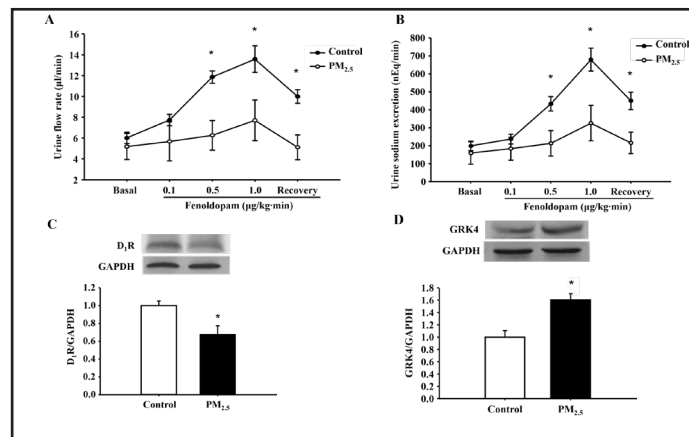 A
Urine flow rate (μl/min)
16
14
12
10
8
6
4
2
*
*
*
Control
PM2.5
Basal
0.1
0.5
1.0
Recovery
Fenoldopam (μg/kg·min)
B
Urine sodium excretion (nEq/min)
900
800
700
600
500
400
300
200
100
0
*
*
*
Control
PM2.5
Basal
0.1
0.5
1.0
Recovery
Fenoldopam (μg/kg·min)
C
D1R
GAPDH
D1R/GAPDH
1.2
1.0
0.8
0.6
0.4
0.2
0.0
*
Control
PM2.5
D
GRK4
GAPDH
GRK4/GAPDH
1.8
1.6
1.4
1.2
1.0
0.8
0.6
0.4
0.2
0.0
*
Control
PM2.5